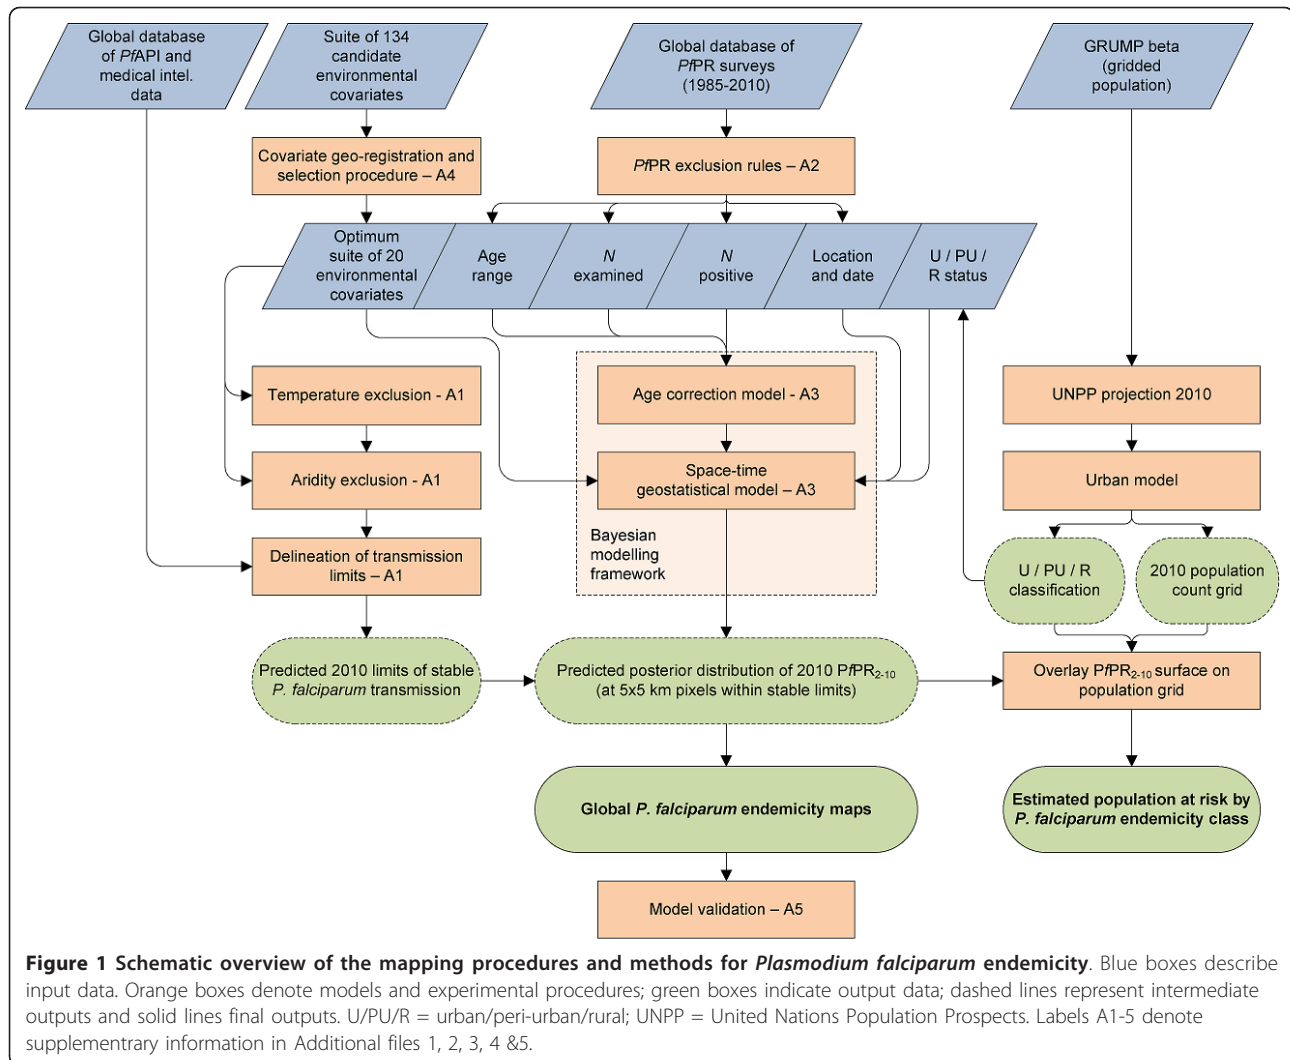 Global database
of PfAPI and
medical intel.
data
Suite of 134
candidate
environmental
covariates
Global database of
PfPR surveys
(1985-2010)
GRUMP beta
(gridded
population)
Covariate geo-registration and
selection procedure – A4
PfPR exclusion rules – A2
Optimum
suite of 20
environmental
covariates
Age
range
N
examined
N
positive
Location
and date
U / PU /
R status
Temperature exclusion - A1
Age correction model - A3
UNPP projection 2010
Aridity exclusion - A1
Space-time
geostatistical model – A3
Urban model
Bayesian
modelling
framework
Delineation of transmission
limits – A1
U / PU / R
classification
2010 population
count grid
Predicted 2010 limits of stable
P. falciparum transmission
Predicted posterior distribution of 2010 PfPR2-10
(at 5x5 km pixels within stable limits)
Overlay PfPR2-10 surface on
population grid
Global P. falciparum endemicity maps
Estimated population at risk by
P. falciparum endemicity class
Model validation – A5
Figure 1 Schematic overview of the mapping procedures and methods for Plasmodium falciparum endemicity. Blue boxes describe
input data. Orange boxes denote models and experimental procedures; green boxes indicate output data; dashed lines represent intermediate
outputs and solid lines final outputs. U/PU/R = urban/peri-urban/rural; UNPP = United Nations Population Prospects. Labels A1-5 denote
supplementrary information in Additional files 1, 2, 3, 4 &5.